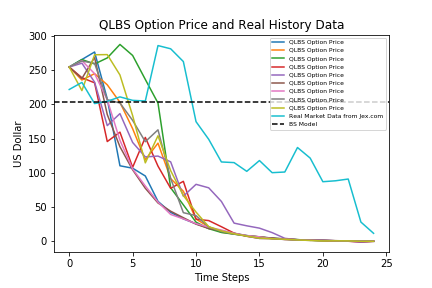 QLBS Option Price and Real History Data
300
250
200
150
100
50
0
US Dollar
0
5
10
15
20
25
Time Steps
QLBS Option Price
QLBS Option Price
QLBS Option Price
QLBS Option Price
QLBS Option Price
QLBS Option Price
QLBS Option Price
QLBS Option Price
QLBS Option Price
Real Market Data from Jex.com
BS Model